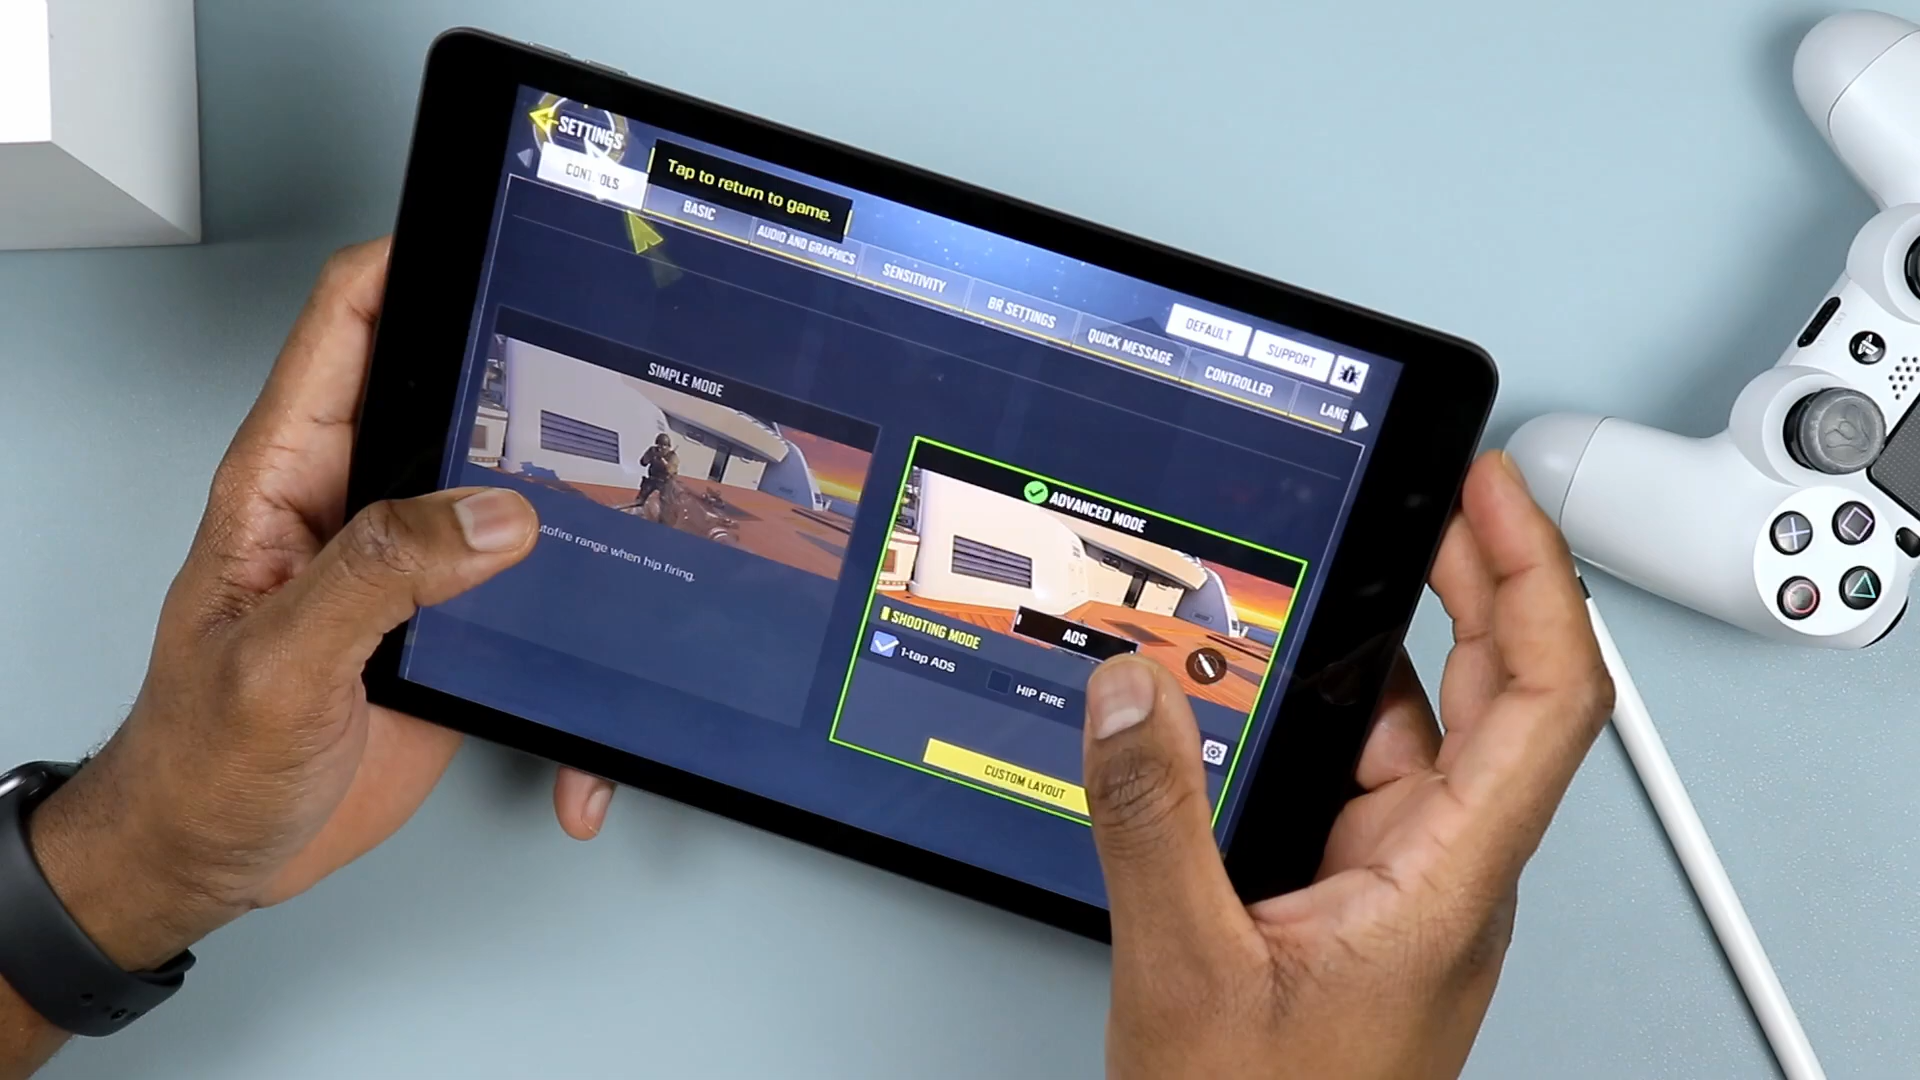 SETTINGS
CONTROLS
Tap to return to game.
BASIC
AUDIO AND GRAPHICS
SENSITIVITY
BR SETTINGS
QUICK MESSAGE
CONTROLLER
LANG
DEFAULT
SUPPORT
SIMPLE MODE
utofire range when hip firing.
ADVANCED MODE
SHOOTING MODE
ADS
1-tap ADS
HIP FIRE
CUSTOM LAYOUT